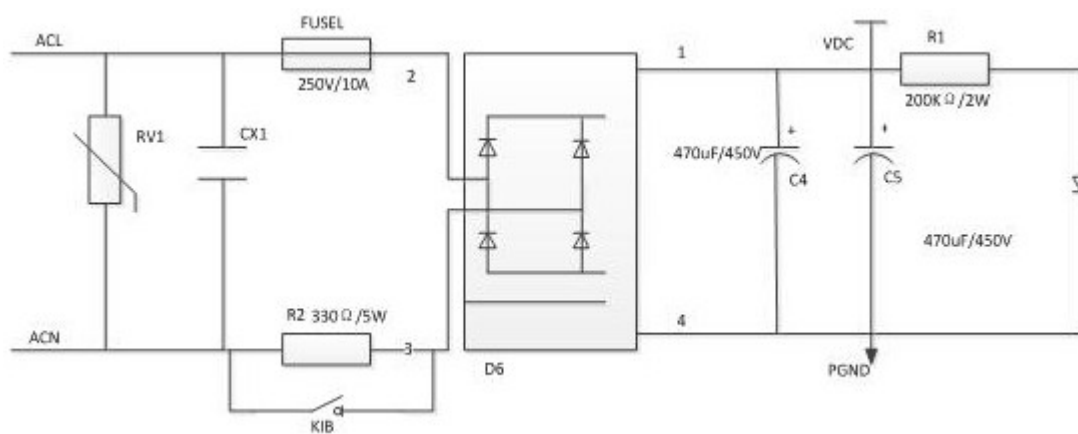 FUSEL
ACL
250V/10A
2
1
VDC
R1
200KΩ/2W
RV1
CX1
470uF/450V
+
C4
+
C5
470uF/450V
R2 330Ω/5W
ACN
3
4
D6
PGND
KIB